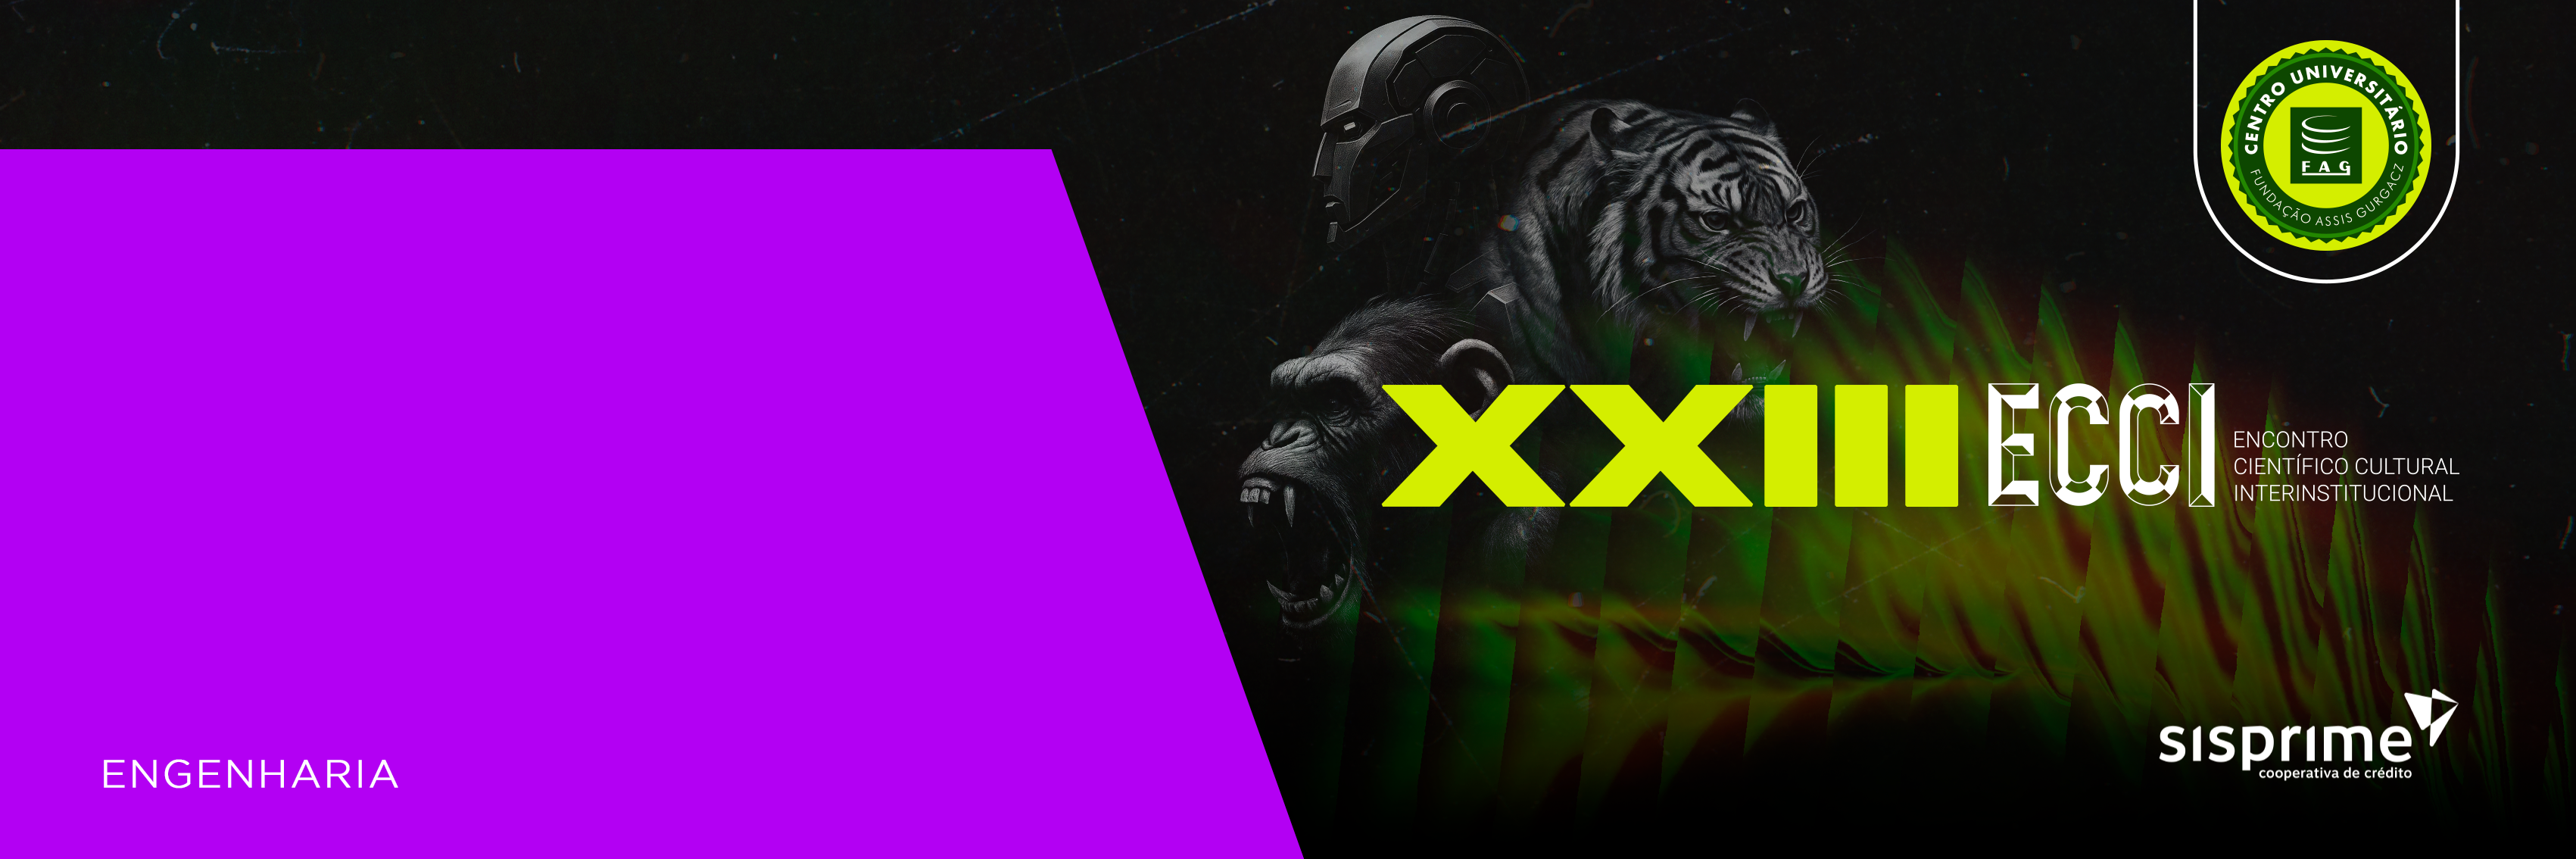 CENTRO UNIVERSITÁRIO
FAG
FUNDAÇÃO ASSIS GURGACZ
XXIII ECCI
ENCONTRO
CIENTÍFICO CULTURAL
INTERINSTITUCIONAL
ENGENHARIA
sisprime
cooperativa de crédito